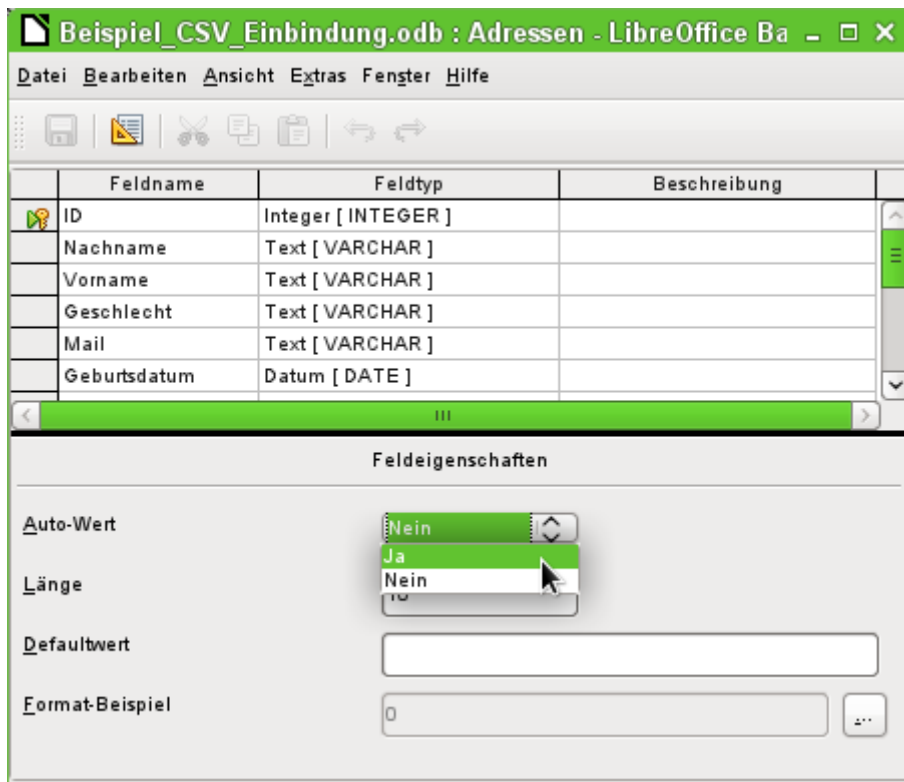 Beispiel_CSV_Einbindung.odb : Adressen - LibreOffice Ba
Datei Bearbeiten Ansicht Extras Fenster Hilfe
Feldname Feldtyp Beschreibung
ID Integer [ INTEGER ]
Nachname Text [ VARCHAR ]
Vorname Text [ VARCHAR ]
Geschlecht Text [ VARCHAR ]
Mail Text [ VARCHAR ]
Geburtsdatum Datum [ DATE ]
Feldeigenschaften
Auto-Wert Nein
Ja
Nein
Länge
Defaultwert
Format-Beispiel 0 ...